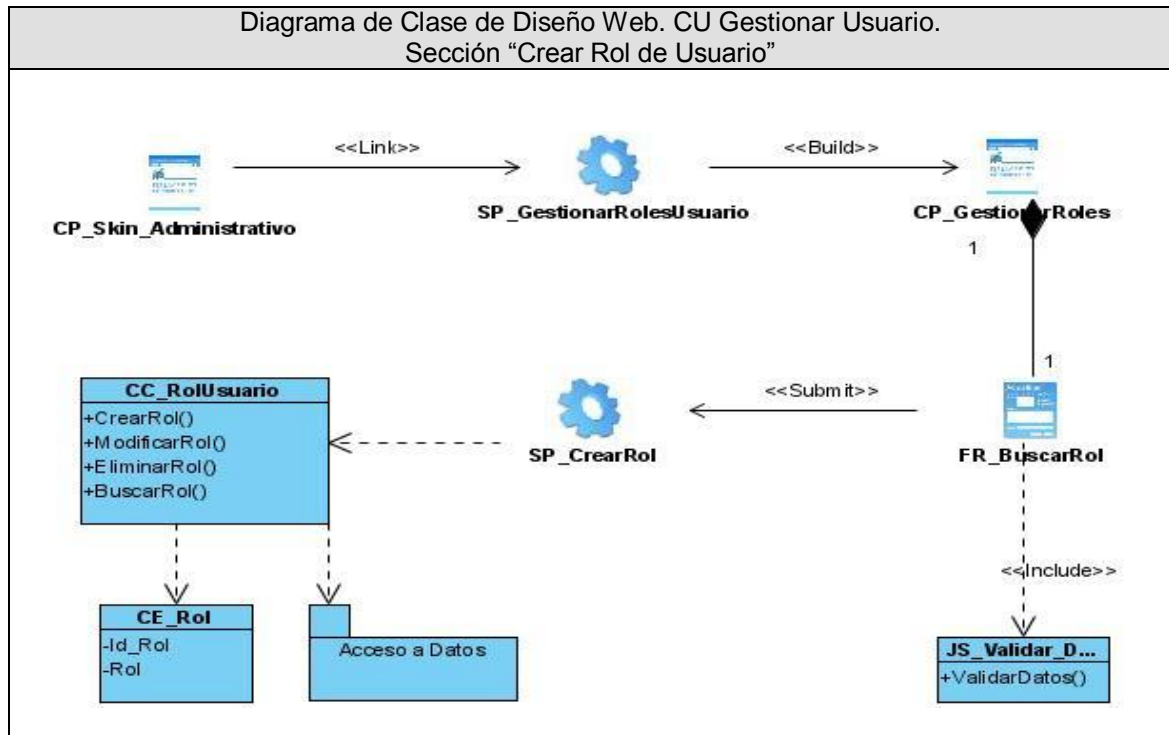 Diagrama de Clase de Diseño Web. CU Gestionar Usuario.
Sección “Crear Rol de Usuario”
<<Link>>
<<Build>>
CP_Skin_Administrativo
SP_GestionarRolesUsuario
CP_GestionarRoles
1
1
CC_RolUsuario
+CrearRol()
+ModificarRol()
+EliminarRol()
+BuscarRol()
<<Submit>>
SP_CrearRol
FR_BuscarRol
<<Include>>
CE_Rol
-Id_Rol
-Rol
Acceso a Datos
JS_Validar_D...
+ValidarDatos()